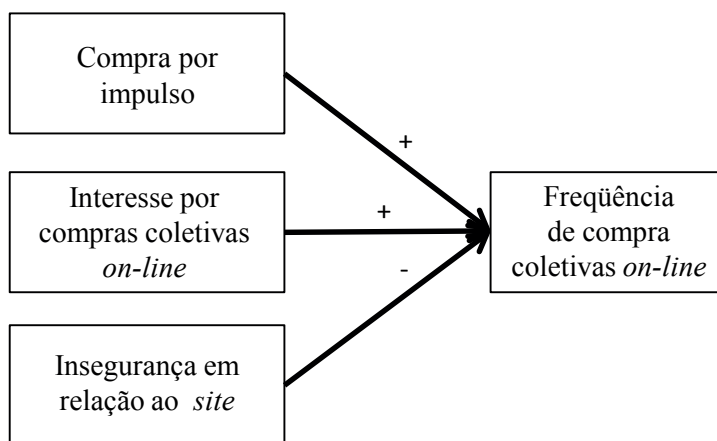 Compra por
impulso
+
Interesse por
compras coletivas
on-line
+
Freqüência
de compra
coletivas on-line
-
Insegurança em
relação ao site